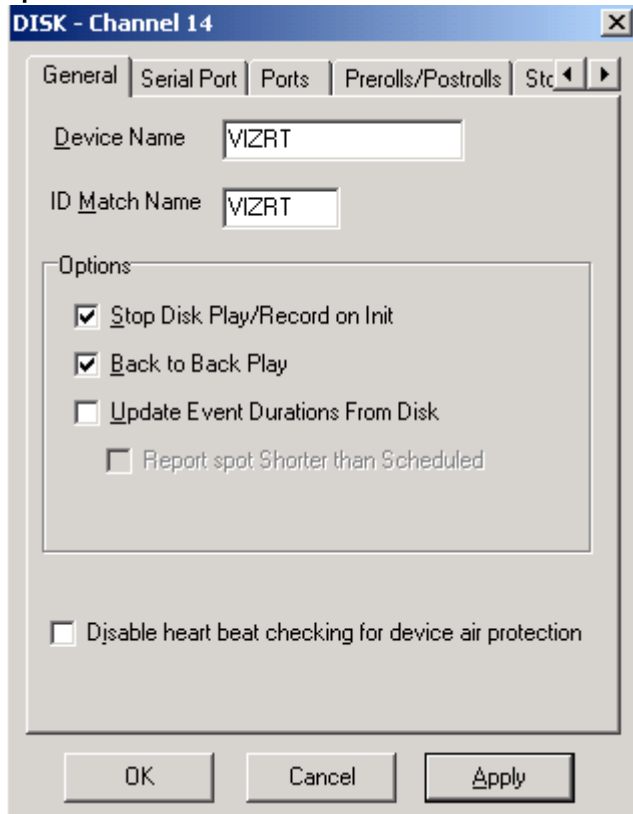 DISK - Channel 14
General Serial Port Ports Prerolls/Postrolls
Device Name VIZRT
ID Match Name VIZRT
Options
Stop Disk Play/Record on Init
Back to Back Play
Update Event Durations From Disk
Report spot Shorter than Scheduled
Disable heart beat checking for device air protection
OK Cancel Apply